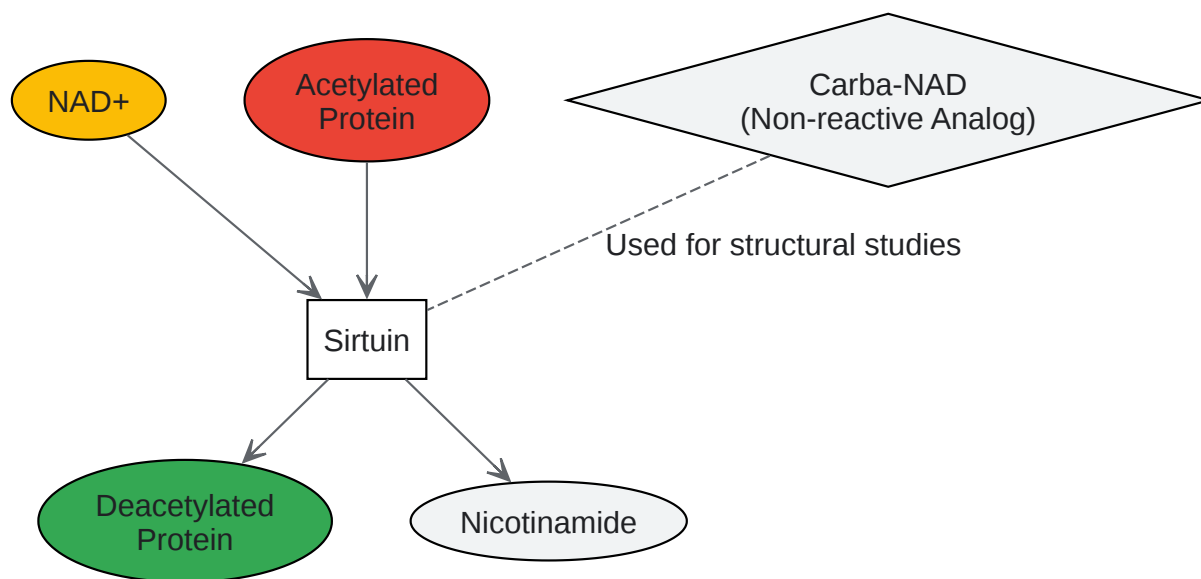 NAD+
Acetylated
Protein
Carba-NAD
(Non-reactive Analog)
Used for structural studies
Sirtuin
Deacetylated
Protein
Nicotinamide